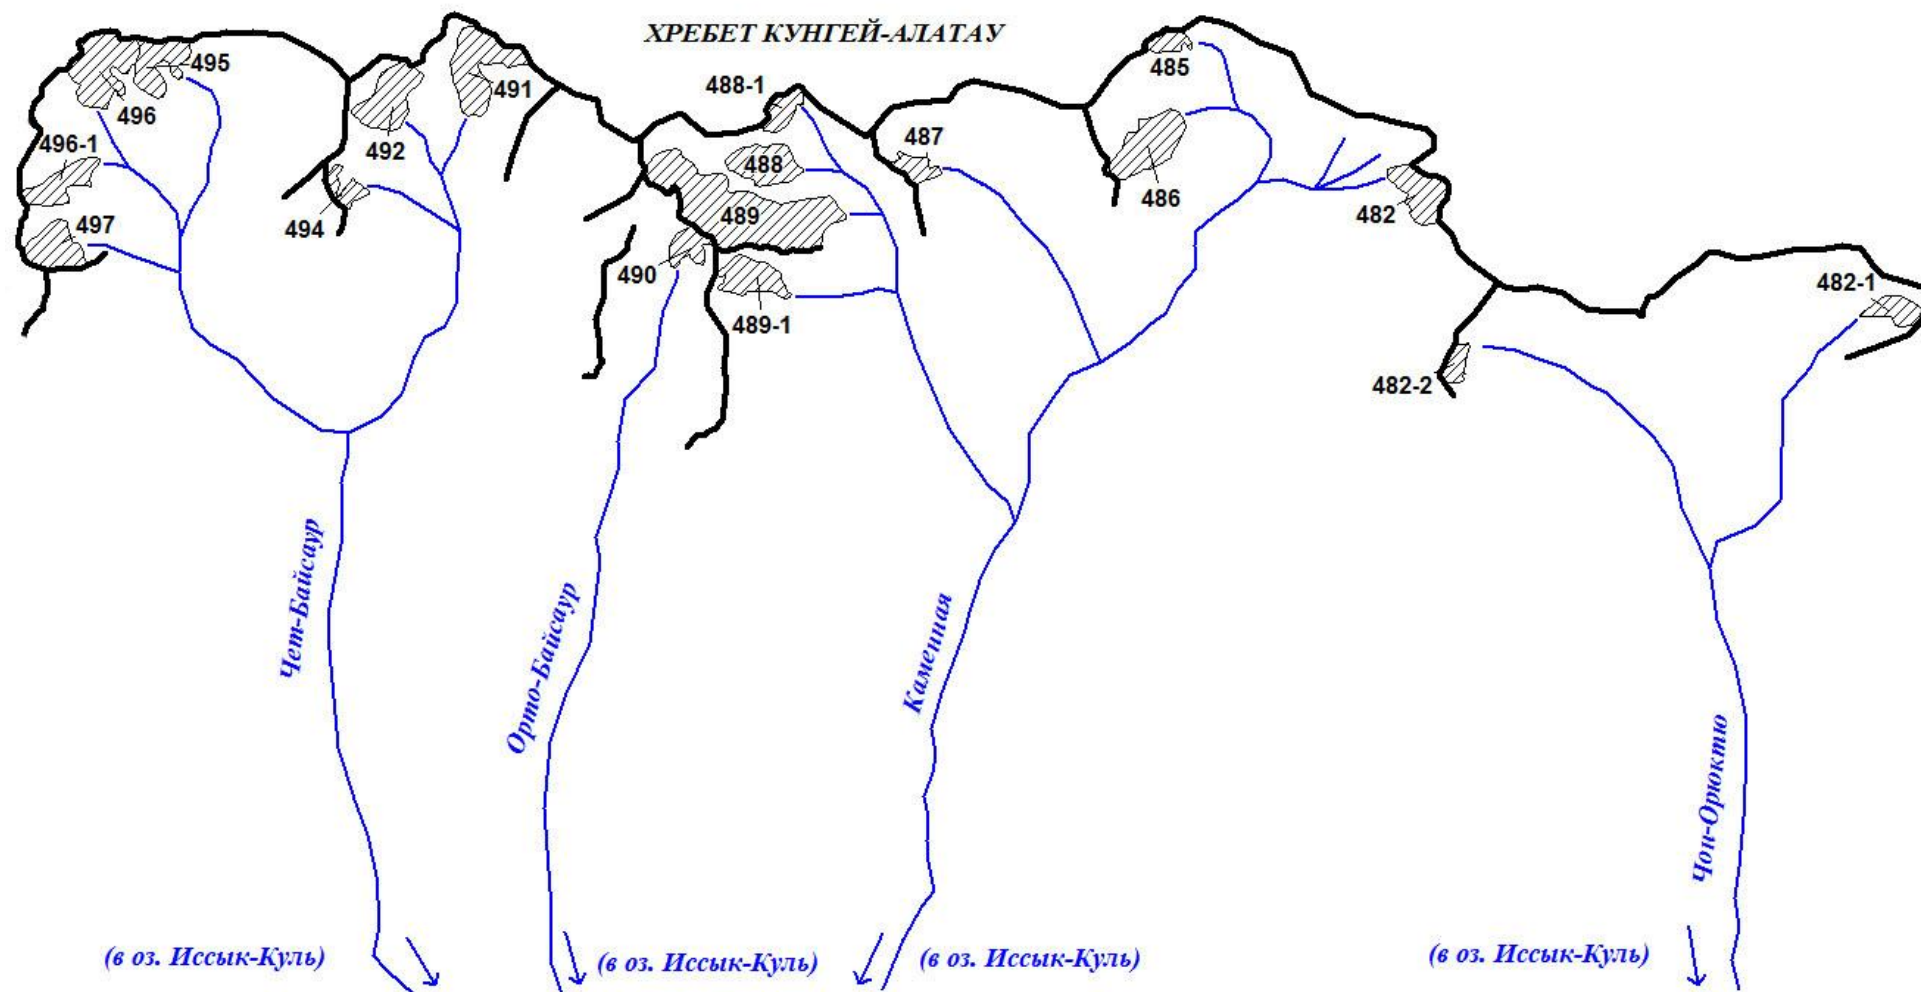 ХРЕБЕТ КУНГЕЙ-АЛАТАУ
495
496
496-1
497
492
491
494
488-1
488
489
490
489-1
487
485
486
482
482-1
482-2
Чет-Байсаур
Орто-Байсаур
Каменная
Чон-Орюктю
(в оз. Иссык-Куль)
(в оз. Иссык-Куль)
(в оз. Иссык-Куль)
(в оз. Иссык-Куль)